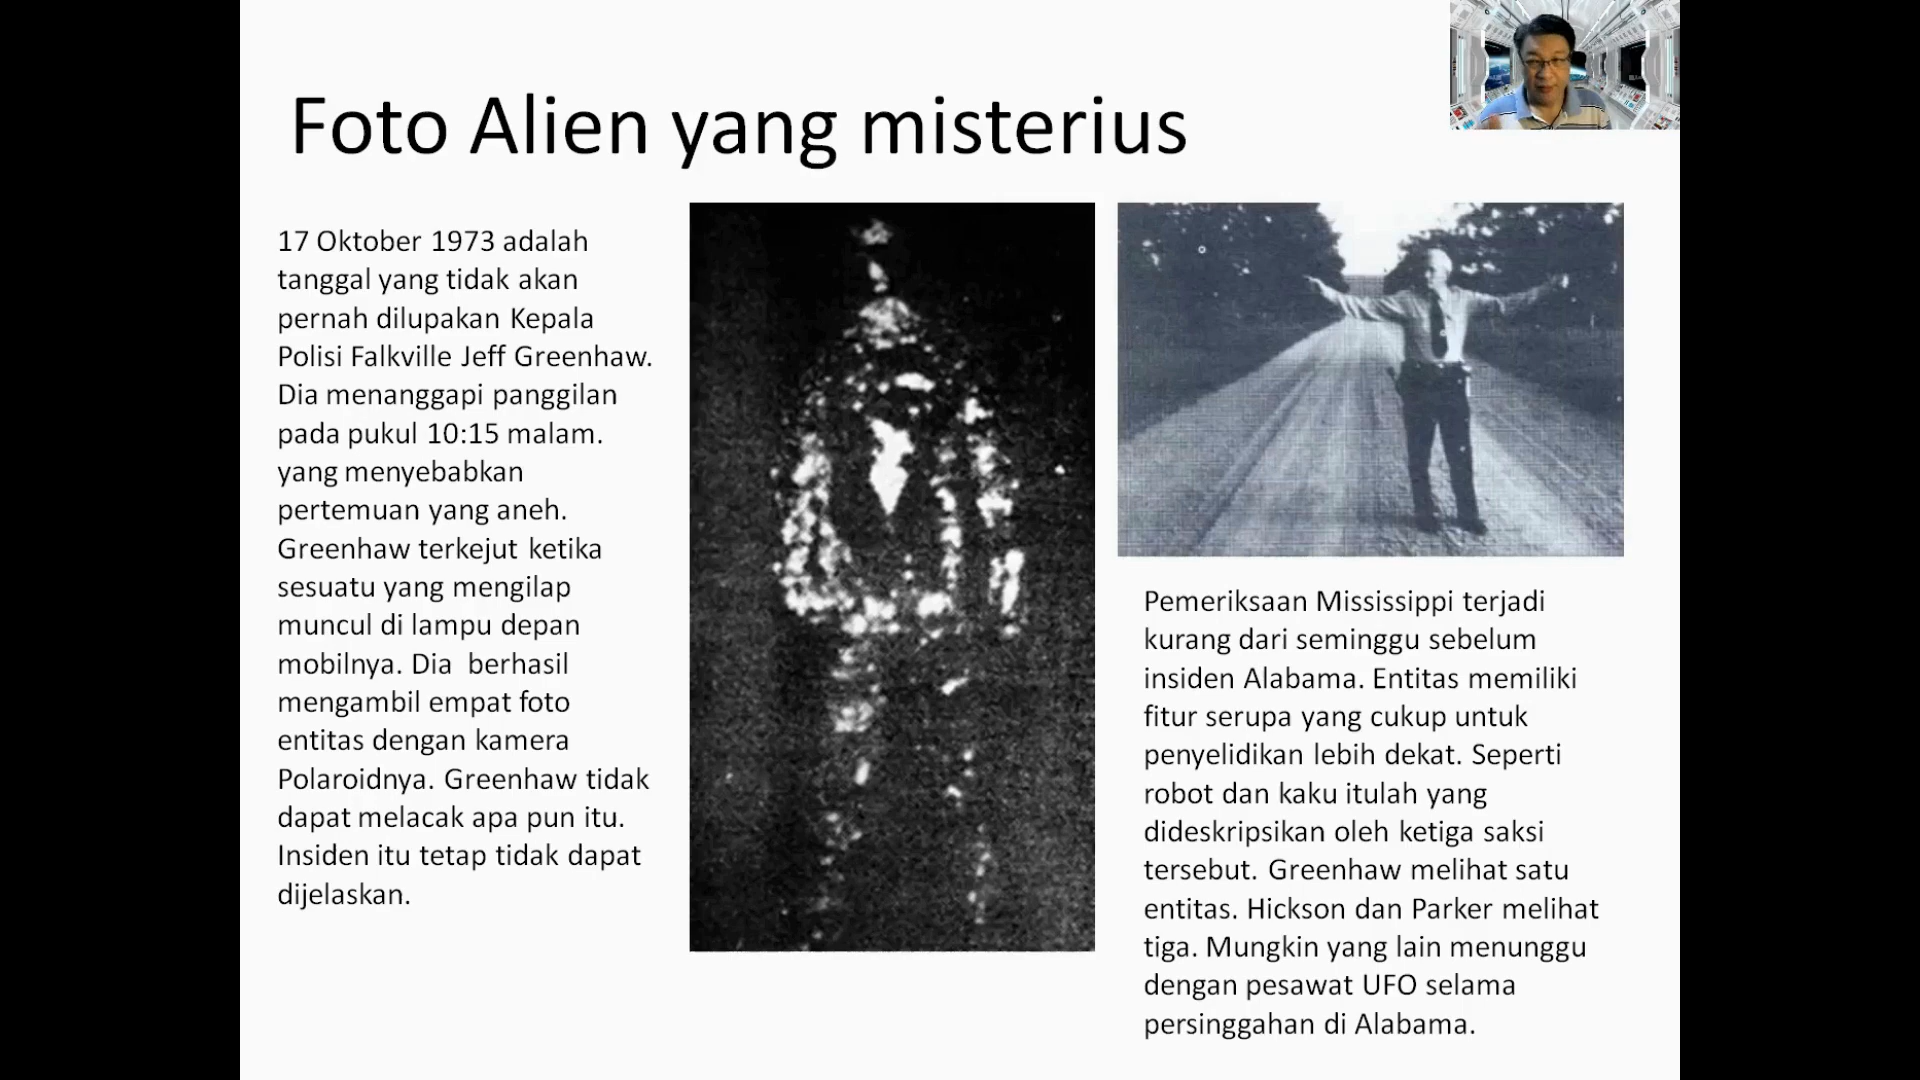 Foto Alien yang misterius
17 Oktober 1973 adalah
tanggal yang tidak akan
pernah dilupakan Kepala
Polisi Falkville Jeff Greenhaw.
Dia menanggapi panggilan
pada pukul 10:15 malam.
yang menyebabkan
pertemuan yang aneh.
Greenhaw terkejut ketika
sesuatu yang mengilap
muncul di lampu depan
mobilnya. Dia  berhasil
mengambil empat foto
entitas dengan kamera
Polaroidnya. Greenhaw tidak
dapat melacak apa pun itu.
Insiden itu tetap tidak dapat
dijelaskan.
Pemeriksaan Mississippi terjadi
kurang dari seminggu sebelum
insiden Alabama. Entitas memiliki
fitur serupa yang cukup untuk
penyelidikan lebih dekat. Seperti
robot dan kaku itulah yang
dideskripsikan oleh ketiga saksi
tersebut. Greenhaw melihat satu
entitas. Hickson dan Parker melihat
tiga. Mungkin yang lain menunggu
dengan pesawat UFO selama
persinggahan di Alabama.